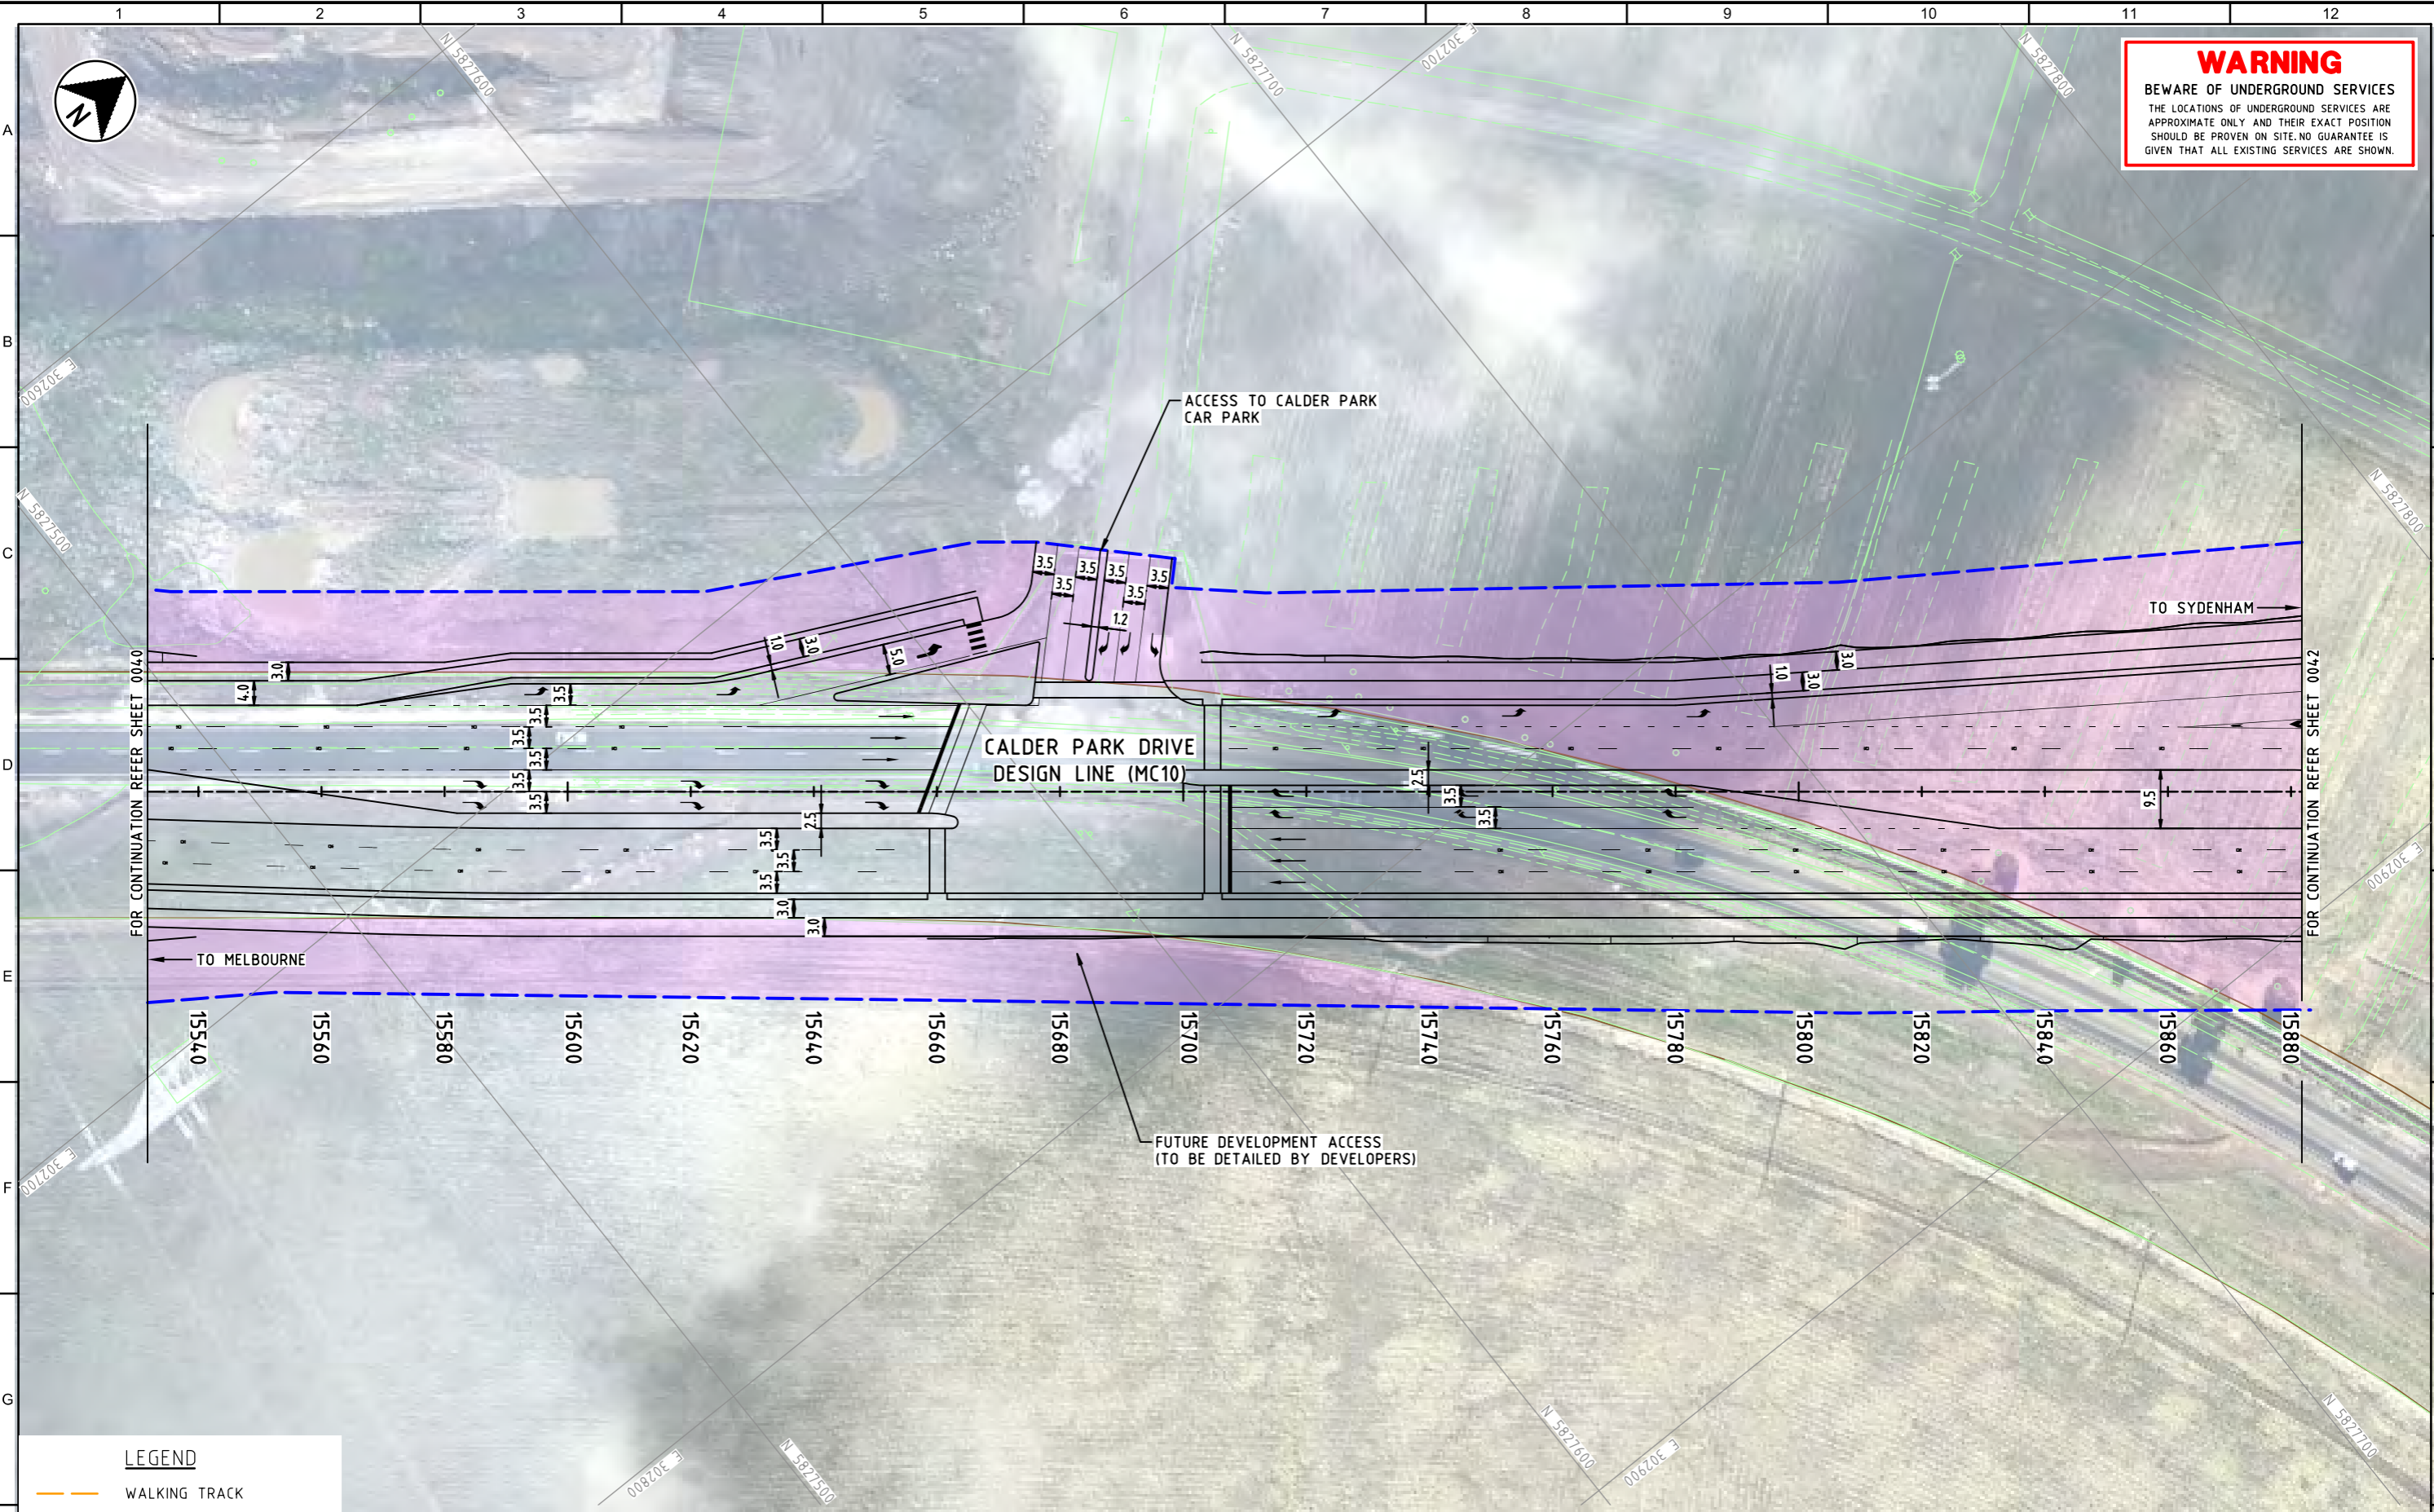 1 2 3 4 5 6 7 8 9 10 11 12
A
B
C
D
E
F
G
N
N 5827600
N 5827700
E 302700
N 5827800
WARNING
BEWARE OF UNDERGROUND SERVICES
THE LOCATIONS OF UNDERGROUND SERVICES ARE
APPROXIMATE ONLY AND THEIR EXACT POSITION
SHOULD BE PROVEN ON SITE. NO GUARANTEE IS
GIVEN THAT ALL EXISTING SERVICES ARE SHOWN.
E 302600
N 5827500
ACCESS TO CALDER PARK
CAR PARK
N 5827800
3.5
3.5
3.5
3.5
3.5
3.5
1.2
TO SYDENHAM
FOR CONTINUATION REFER SHEET 0040
3.0
4.0
3.5
3.5
3.5
3.5
3.5
3.5
1.0
3.0
5.0
2.5
3.5
3.5
3.5
3.0
3.0
CALDER PARK DRIVE
DESIGN LINE (MC10)
2.5
3.5
3.5
1.0
3.0
3.0
9.5
FOR CONTINUATION REFER SHEET 0042
E 302900
TO MELBOURNE
15540
15560
15580
15600
15620
15640
15660
15680
15700
15720
15740
15760
15780
15800
15820
15840
15860
15880
FUTURE DEVELOPMENT ACCESS
(TO BE DETAILED BY DEVELOPERS)
E 302700
E 302800
N 5827500
N 5827600
E 302900
N 5827700
LEGEND
WALKING TRACK